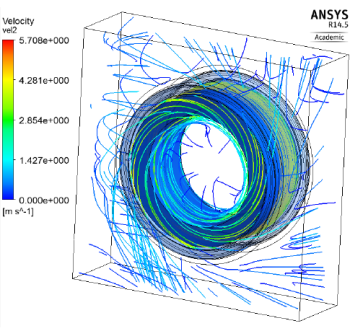 ANSYS
R14.5
Academic
Velocity
vel2
5.708e+000
4.281e+000
2.854e+000
1.427e+000
0.000e+000
[m s^-1]